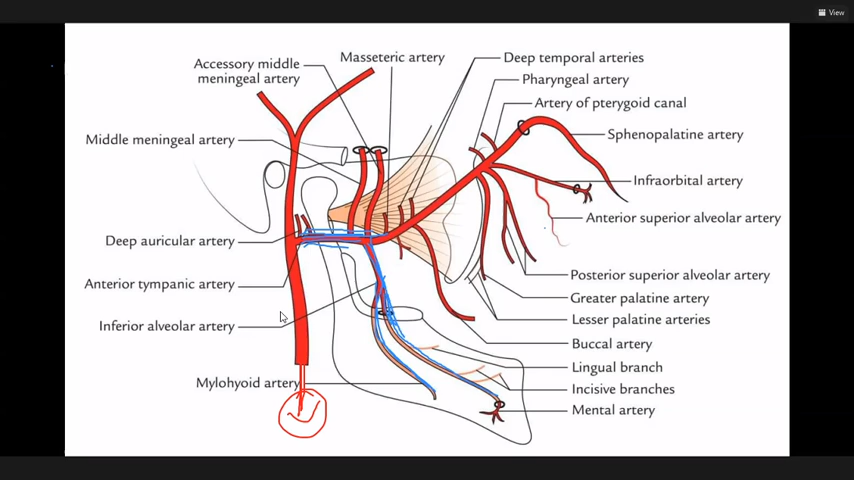 View
Accessory middle
meningeal artery
Masseteric artery
Deep temporal arteries
Pharyngeal artery
Artery of pterygoid canal
Middle meningeal artery
Sphenopalatine artery
Infraorbital artery
Anterior superior alveolar artery
Deep auricular artery
Anterior tympanic artery
Posterior superior alveolar artery
Greater palatine artery
Inferior alveolar artery
Lesser palatine arteries
Buccal artery
Lingual branch
Mylohyoid artery
Incisive branches
Mental artery